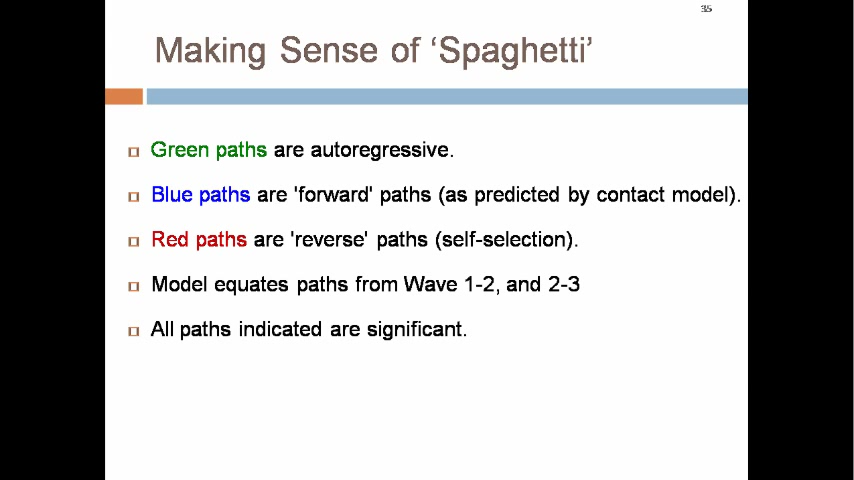 35
Making Sense of ‘Spaghetti’
Green paths are autoregressive.
Blue paths are 'forward' paths (as predicted by contact model).
Red paths are 'reverse' paths (self-selection).
Model equates paths from Wave 1-2, and 2-3
All paths indicated are significant.